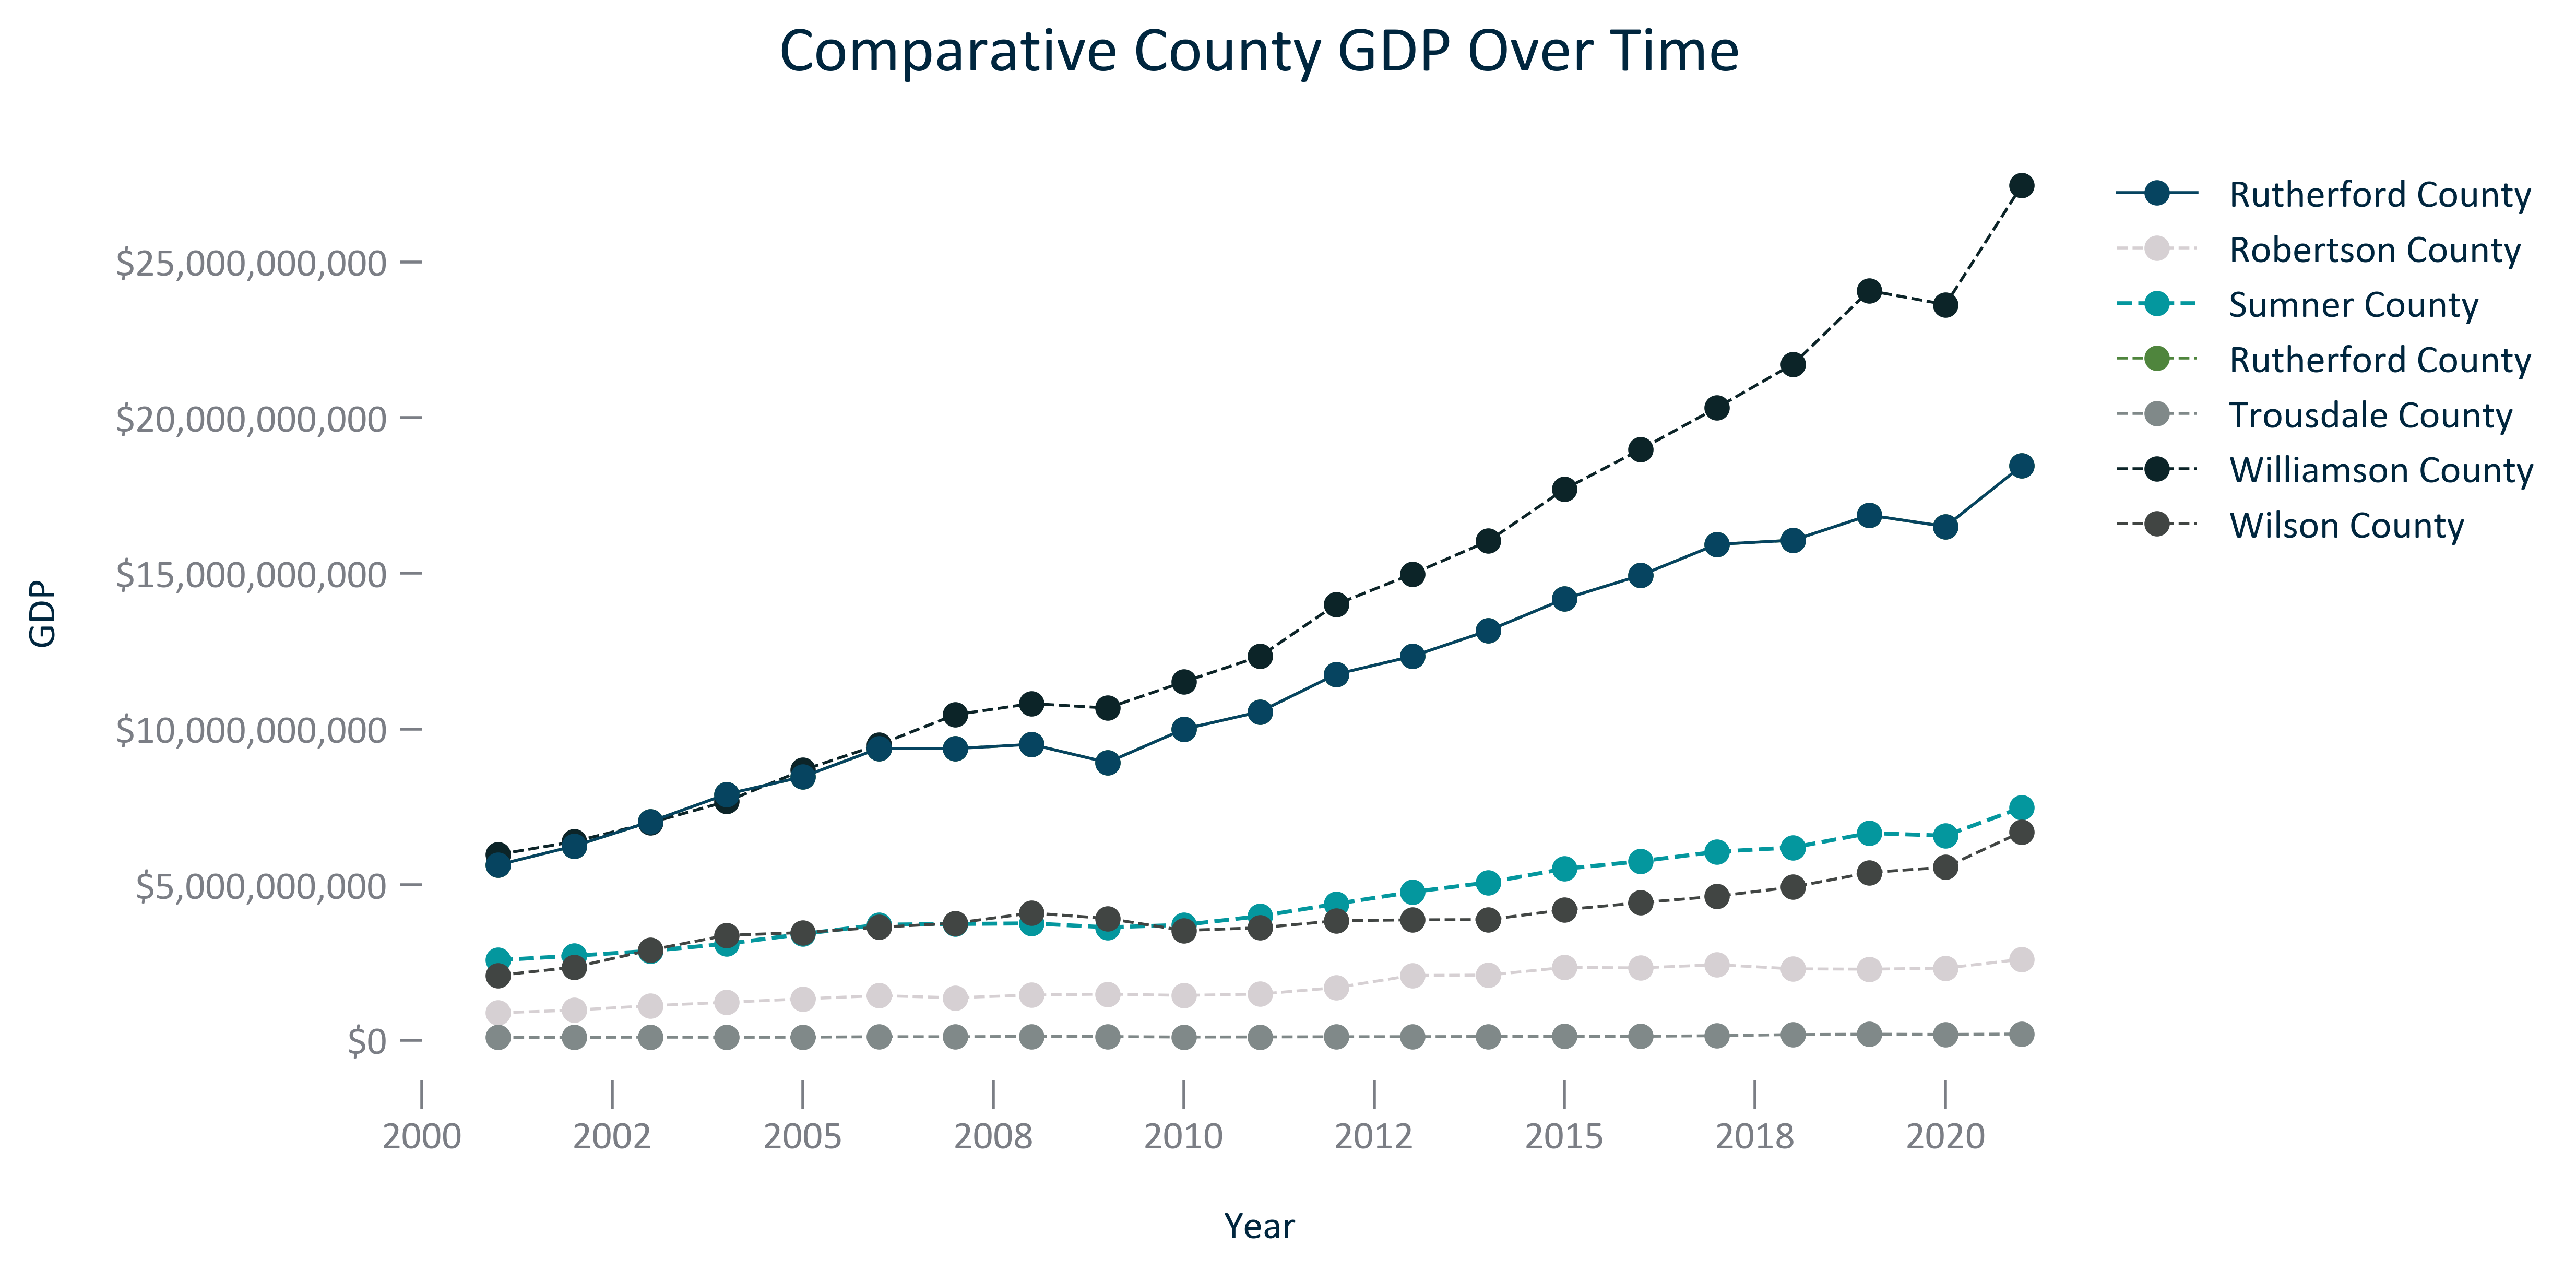 Comparative County GDP Over Time
GDP
$25,000,000,000
$20,000,000,000
$15,000,000,000
$10,000,000,000
$5,000,000,000
$0
2000 2002 2005 2008 2010 2012 2015 2018 2020
Year
Rutherford County
Robertson County
Sumner County
Rutherford County
Trousdale County
Williamson County
Wilson County